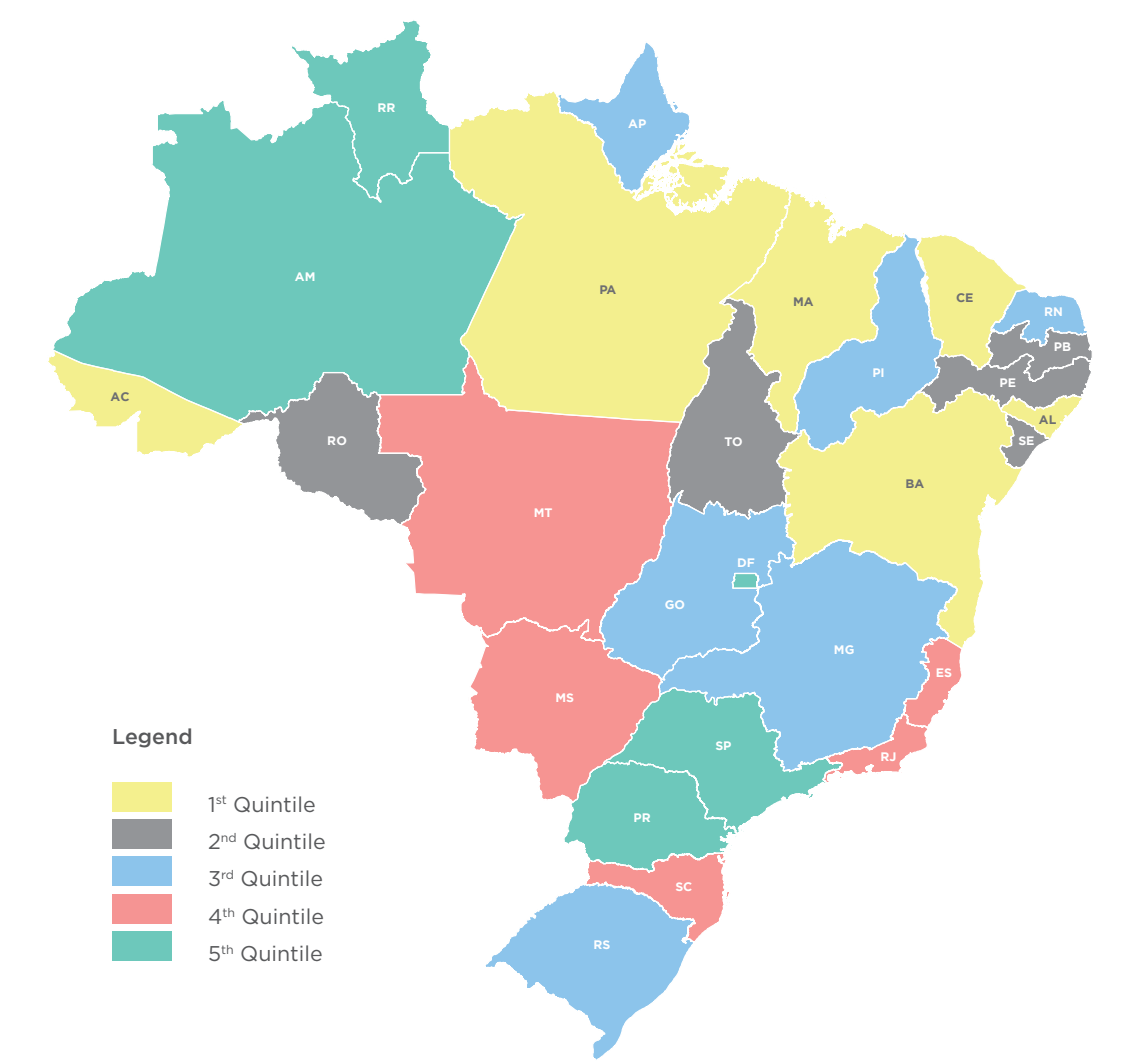 RR
AP
AM
PA
MA
CE
RN
PB
PI
PE
AC
AL
RO
TO
SE
BA
MT
DF
GO
MG
ES
MS
SP
RJ
PR
SC
RS
Legend
1st Quintile
2nd Quintile
3rd Quintile
4th Quintile
5th Quintile